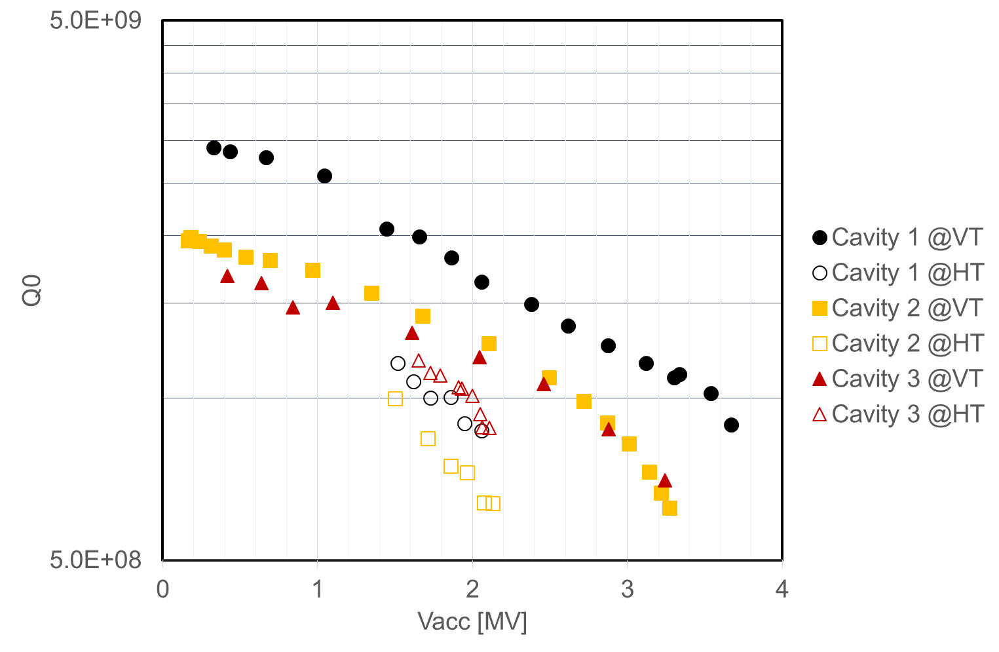 5.0E+09
Q0
5.0E+08
0 1 2 3 4
Vacc [MV]
Cavity 1 @VT
Cavity 1 @HT
Cavity 2 @VT
Cavity 2 @HT
Cavity 3 @VT
Cavity 3 @HT